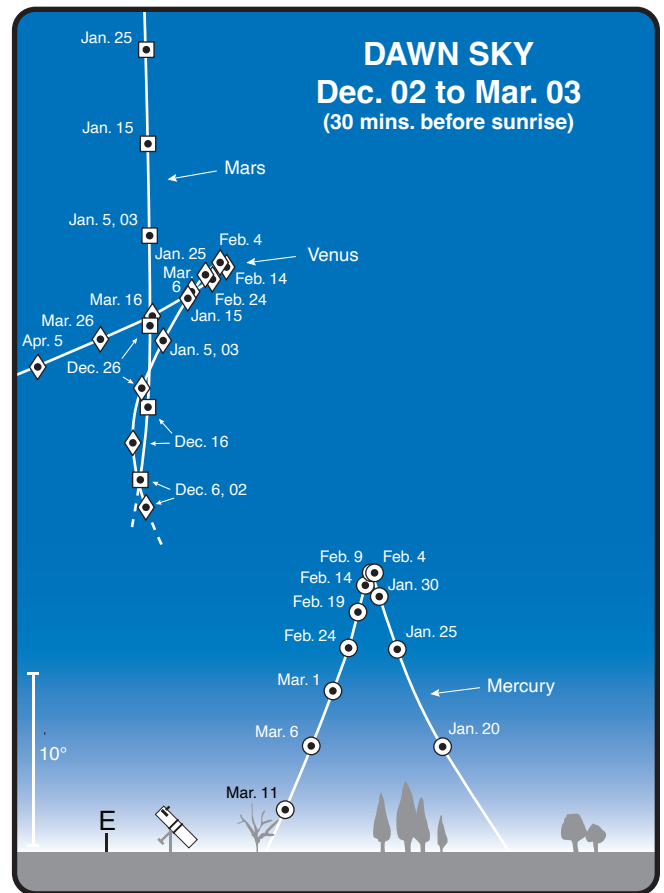 DAWN SKY
Dec. 02 to Mar. 03
(30 mins. before sunrise)
Jan. 25
Jan. 15
Mars
Jan. 5, 03
Feb. 4
Jan. 25
Venus
Mar.
6
Feb. 14
Feb. 24
Mar. 16
Jan. 15
Mar. 26
Apr. 5
Jan. 5, 03
Dec. 26
Dec. 16
Dec. 6, 02
Feb. 9
Feb. 4
Feb. 14
Jan. 30
Feb. 19
Feb. 24
Jan. 25
Mar. 1
Mercury
Mar. 6
Jan. 20
10°
Mar. 11
E